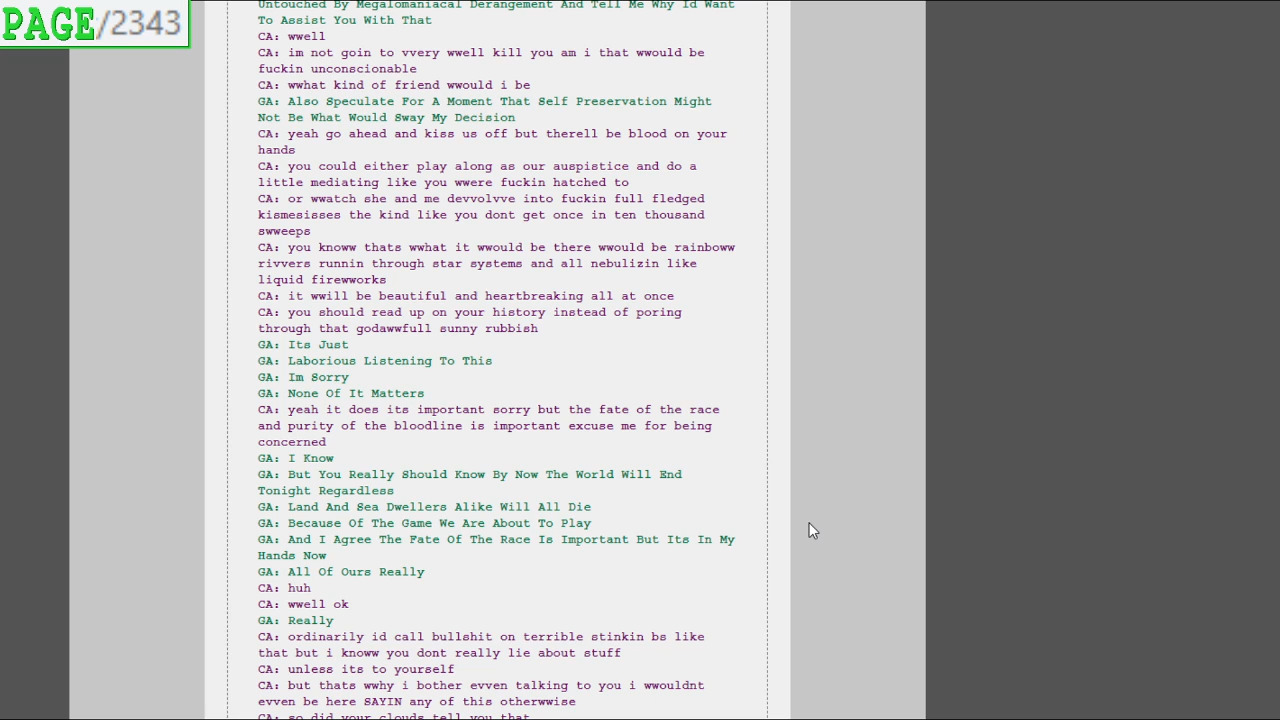 PAGE/2343
Untouched By Megalomaniacal Derangement And Tell Me Why Id Want
To Assist You With That
CA: wwell
CA: im not goin to vvery wwell kill you am i that wwould be
fuckin unconscionable
CA: wwhat kind of friend wwould i be
GA: Also Speculate For A Moment That Self Preservation Might
Not Be What Would Sway My Decision
CA: yeah go ahead and kiss us off but therell be blood on your
hands
CA: you could either play along as our auspistice and do a
little mediating like you wwere fuckin hatched to
CA: or wwatch she and me devvolvve into fuckin full fledged
kismesisses the kind like you dont get once in ten thousand
swweeps
CA: you knoww thats wwhat it wwould be there wwould be rainboww
rivvers runnin through star systems and all nebulizin like
liquid firewworks
CA: it wwill be beautiful and heartbreaking all at once
CA: you should read up on your history instead of poring
through that godawwfull sunny rubbish
GA: Its Just
GA: Laborious Listening To This
GA: Im Sorry
GA: None Of It Matters
CA: yeah it does its important sorry but the fate of the race
and purity of the bloodline is important excuse me for being
concerned
GA: I Know
GA: But You Really Should Know By Now The World Will End
Tonight Regardless
GA: Land And Sea Dwellers Alike Will All Die
GA: Because Of The Game We Are About To Play
GA: And I Agree The Fate Of The Race Is Important But Its In My
Hands Now
GA: All Of Ours Really
CA: huh
CA: wwell ok
GA: Really
CA: ordinarily id call bullshit on terrible stinkin bs like
that but i knoww you dont really lie about stuff
CA: unless its to yourself
CA: but thats wwhy i bother evven talking to you i wwouldnt
evven be here SAYIN any of this otherwwise
CA: so did your clouds tell you that